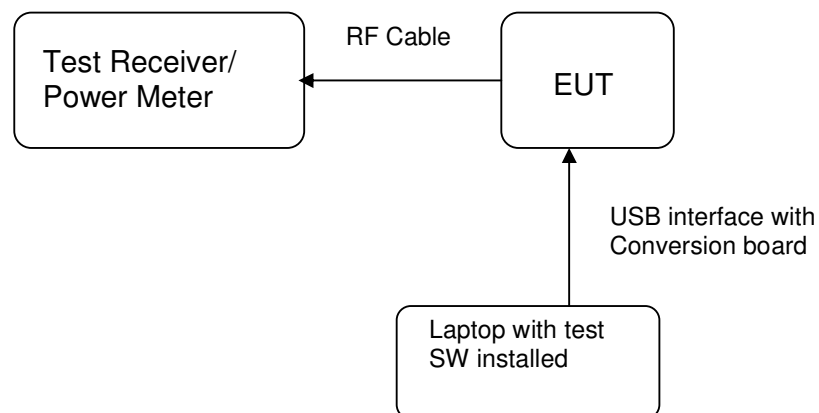 Test Receiver/
Power Meter
RF Cable
EUT
USB interface with
Conversion board
Laptop with test
SW installed